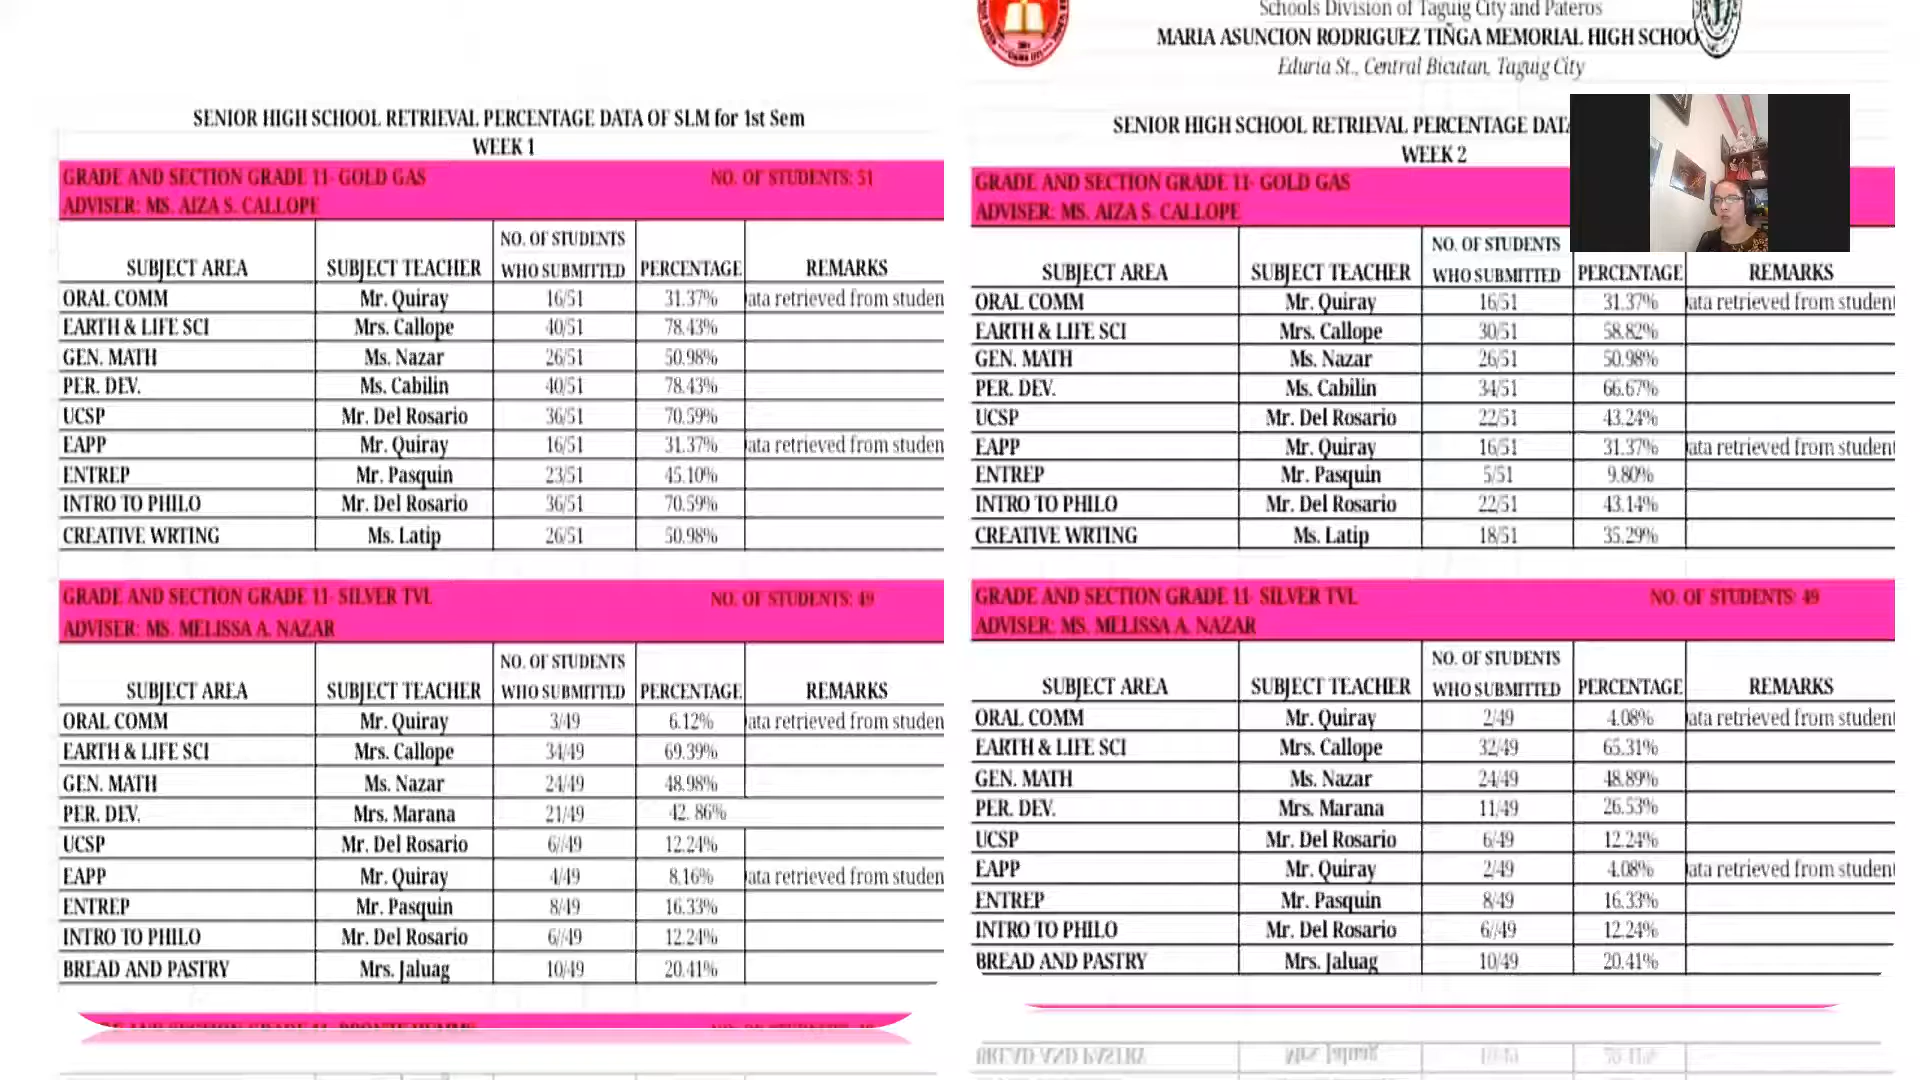 SENIOR HIGH SCHOOL RETRIEVAL PERCENTAGE DATA OF SLM for 1st Sem
WEEK 1
GRADE AND SECTION GRADE 11- GOLD GAS NO. OF STUDENTS: 51
ADVISER: MS. AIZA S. CALLOPE
SUBJECT AREA SUBJECT TEACHER NO. OF STUDENTS WHO SUBMITTED PERCENTAGE REMARKS
ORAL COMM Mr. Quiray 16/51 31.37% ata retrieved from studen
EARTH & LIFE SCI Mrs. Callope 40/51 78.43%
GEN. MATH Ms. Nazar 26/51 50.98%
PER. DEV. Ms. Cabilin 40/51 78.43%
UCSP Mr. Del Rosario 36/51 70.59%
EAPP Mr. Quiray 16/51 31.37% ata retrieved from studen
ENTREP Mr. Pasquin 23/51 45.10%
INTRO TO PHILO Mr. Del Rosario 36/51 70.59%
CREATIVE WRTING Ms. Latip 26/51 50.98%
GRADE AND SECTION GRADE 11- SILVER TVL NO. OF STUDENTS: 49
ADVISER: MS. MELISSA A. NAZAR
SUBJECT AREA SUBJECT TEACHER NO. OF STUDENTS WHO SUBMITTED PERCENTAGE REMARKS
ORAL COMM Mr. Quiray 3/49 6.12% ata retrieved from studen
EARTH & LIFE SCI Mrs. Callope 34/49 69.39%
GEN. MATH Ms. Nazar 24/49 48.98%
PER. DEV. Mrs. Marana 21/49 42. 86%
UCSP Mr. Del Rosario 6//49 12.24%
EAPP Mr. Quiray 4/49 8.16% ata retrieved from studen
ENTREP Mr. Pasquin 8/49 16.33%
INTRO TO PHILO Mr. Del Rosario 6//49 12.24%
BREAD AND PASTRY Mrs. Jaluag 10/49 20.41%
Schools Division of Taguig City and Pateros
MARIA ASUNCION RODRIGUEZ TIÑGA MEMORIAL HIGH SCHOO
Eduria St., Central Bicutan, Taguig City
SENIOR HIGH SCHOOL RETRIEVAL PERCENTAGE DATA
WEEK 2
GRADE AND SECTION GRADE 11- GOLD GAS
ADVISER: MS. AIZA S. CALLOPE
SUBJECT AREA SUBJECT TEACHER NO. OF STUDENTS WHO SUBMITTED PERCENTAGE REMARKS
ORAL COMM Mr. Quiray 16/51 31.37% ata retrieved from student
EARTH & LIFE SCI Mrs. Callope 30/51 58.82%
GEN. MATH Ms. Nazar 26/51 50.98%
PER. DEV. Ms. Cabilin 34/51 66.67%
UCSP Mr. Del Rosario 22/51 43.24%
EAPP Mr. Quiray 16/51 31.37% ata retrieved from student
ENTREP Mr. Pasquin 5/51 9.80%
INTRO TO PHILO Mr. Del Rosario 22/51 43.14%
CREATIVE WRTING Ms. Latip 18/51 35.29%
GRADE AND SECTION GRADE 11- SILVER TVL NO. OF STUDENTS: 49
ADVISER: MS. MELISSA A. NAZAR
SUBJECT AREA SUBJECT TEACHER NO. OF STUDENTS WHO SUBMITTED PERCENTAGE REMARKS
ORAL COMM Mr. Quiray 2/49 4.08% ata retrieved from student
EARTH & LIFE SCI Mrs. Callope 32/49 65.31%
GEN. MATH Ms. Nazar 24/49 48.89%
PER. DEV. Mrs. Marana 11/49 26.53%
UCSP Mr. Del Rosario 6/49 12.24%
EAPP Mr. Quiray 2/49 4.08% ata retrieved from student
ENTREP Mr. Pasquin 8/49 16.33%
INTRO TO PHILO Mr. Del Rosario 6//49 12.24%
BREAD AND PASTRY Mrs. Jaluag 10/49 20.41%